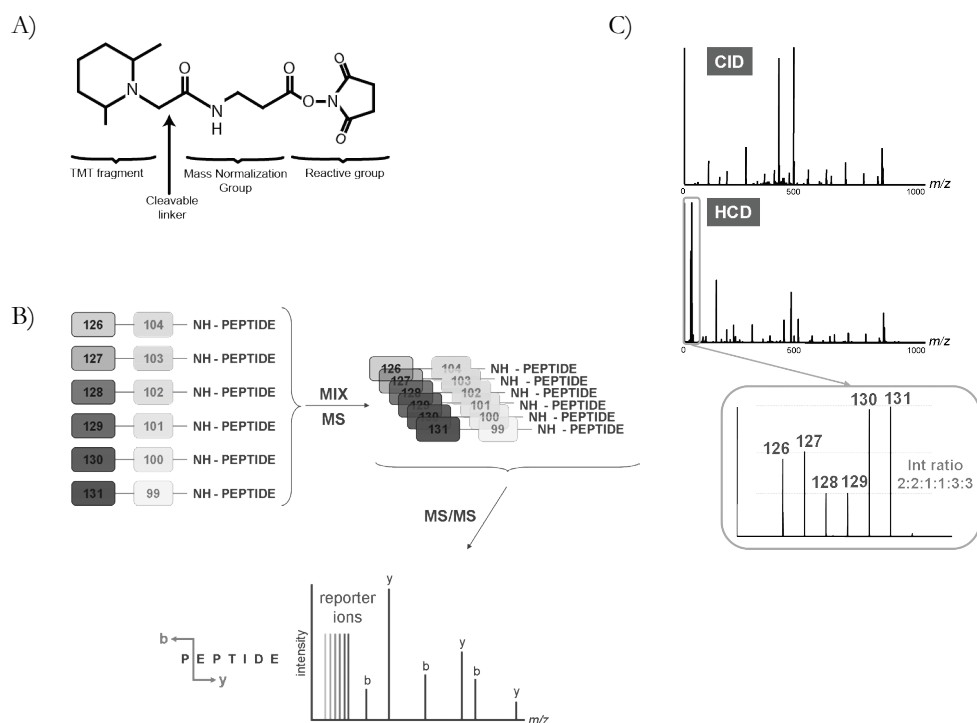 A)
N
O
N
H
O
O
N
O
O
TMT fragment
Mass Normalization
Group
Reactive group
Cleavable
linker
B)
126 104 NH - PEPTIDE
127 103 NH - PEPTIDE
128 102 NH - PEPTIDE
129 101 NH - PEPTIDE
130 100 NH - PEPTIDE
131 99 NH - PEPTIDE
MIX
MS
126 104 NH - PEPTIDE
127 103 NH - PEPTIDE
129 102 NH - PEPTIDE
129 101 NH - PEPTIDE
130 100 NH - PEPTIDE
131 99 NH - PEPTIDE
MS/MS
b
P E P T I D E
y
reporter
ions
intensity
b
y
b
y
b
y
m/z
C)
CID
0 500 1000 m/z
HCD
0 500 1000 m/z
126 127 128 129 130 131
Int ratio
2:2:1:1:3:3